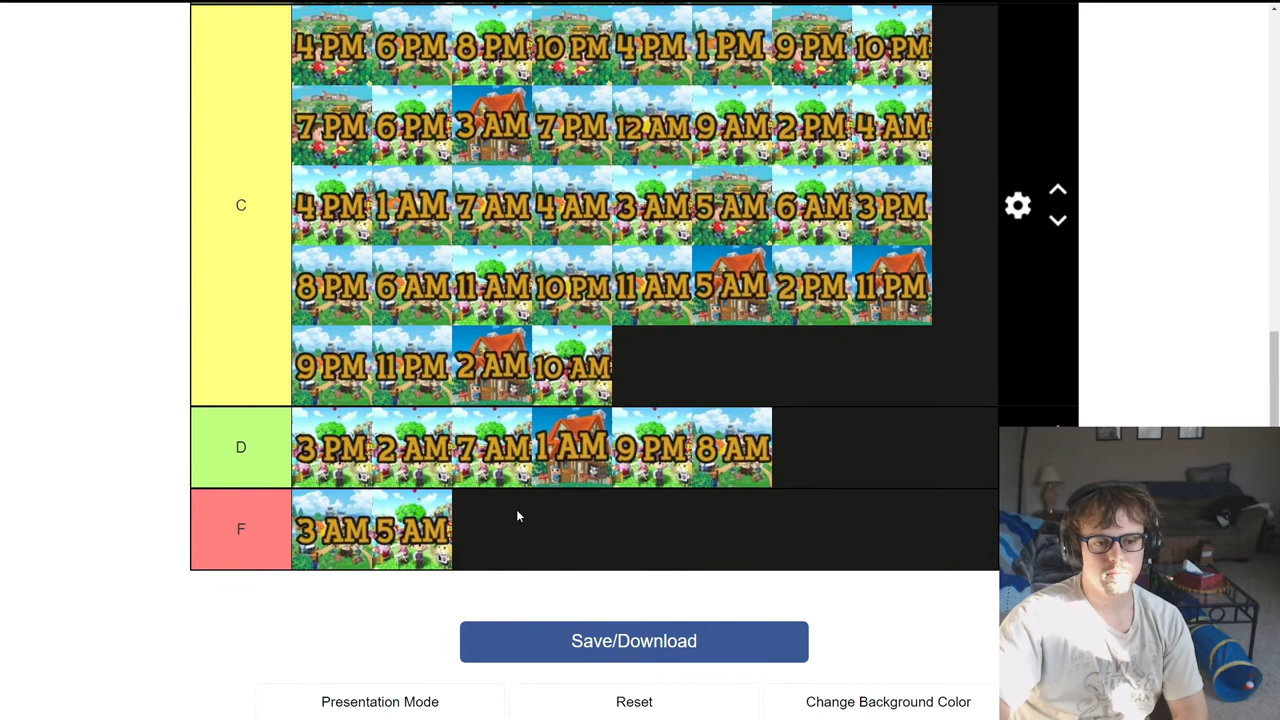 4 PM 6 PM 8 PM 10 PM 4 PM 1 PM 9 PM 10 PM
7 PM 6 PM 3 AM 7 PM 12 AM 9 AM 2 PM 4 AM
C
4 PM 1 AM 7 AM 4 AM 3 AM 5 AM 6 AM 3 PM
8 PM 6 AM 11 AM 10 PM 11 AM 5 AM 2 PM 11 PM
9 PM 11 PM 2 AM 10 AM
D 3 PM 2 AM 7 AM 1 AM 9 PM 8 AM
F 3 AM 5 AM
Save/Download
Presentation Mode Reset Change Background Color